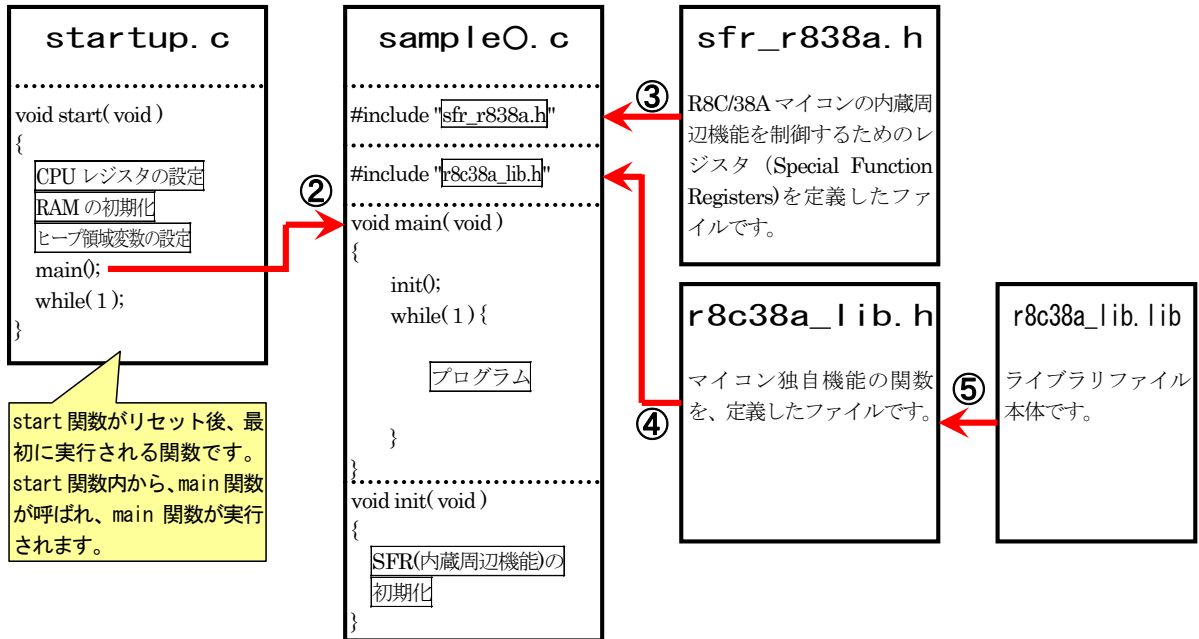 startup.c
void start( void )
{
CPU レジスタの設定
RAM の初期化
ヒープ領域変数の設定
main();
while( 1 );
}
start 関数がリセット後、最
初に実行される関数です。
start 関数内から、main 関数
が呼ばれ、main 関数が実行
されます。
②
sample○.c
#include "sfr_r838a.h"
#include "r8c38a_lib.h"
void main( void )
{
init();
while( 1 ) {
プログラム
}
}
void init( void )
{
SFR(内蔵周辺機能)の
初期化
}
③
sfr_r838a.h
R8C/38A マイコンの内蔵周
辺機能を制御するためのレ
ジスタ (Special Function
Registers)を定義したファ
イルです。
④
r8c38a_lib.h
マイコン独自機能の関数
を、定義したファイルです。
⑤
r8c38a_lib.lib
ライブラリファイル
本体です。